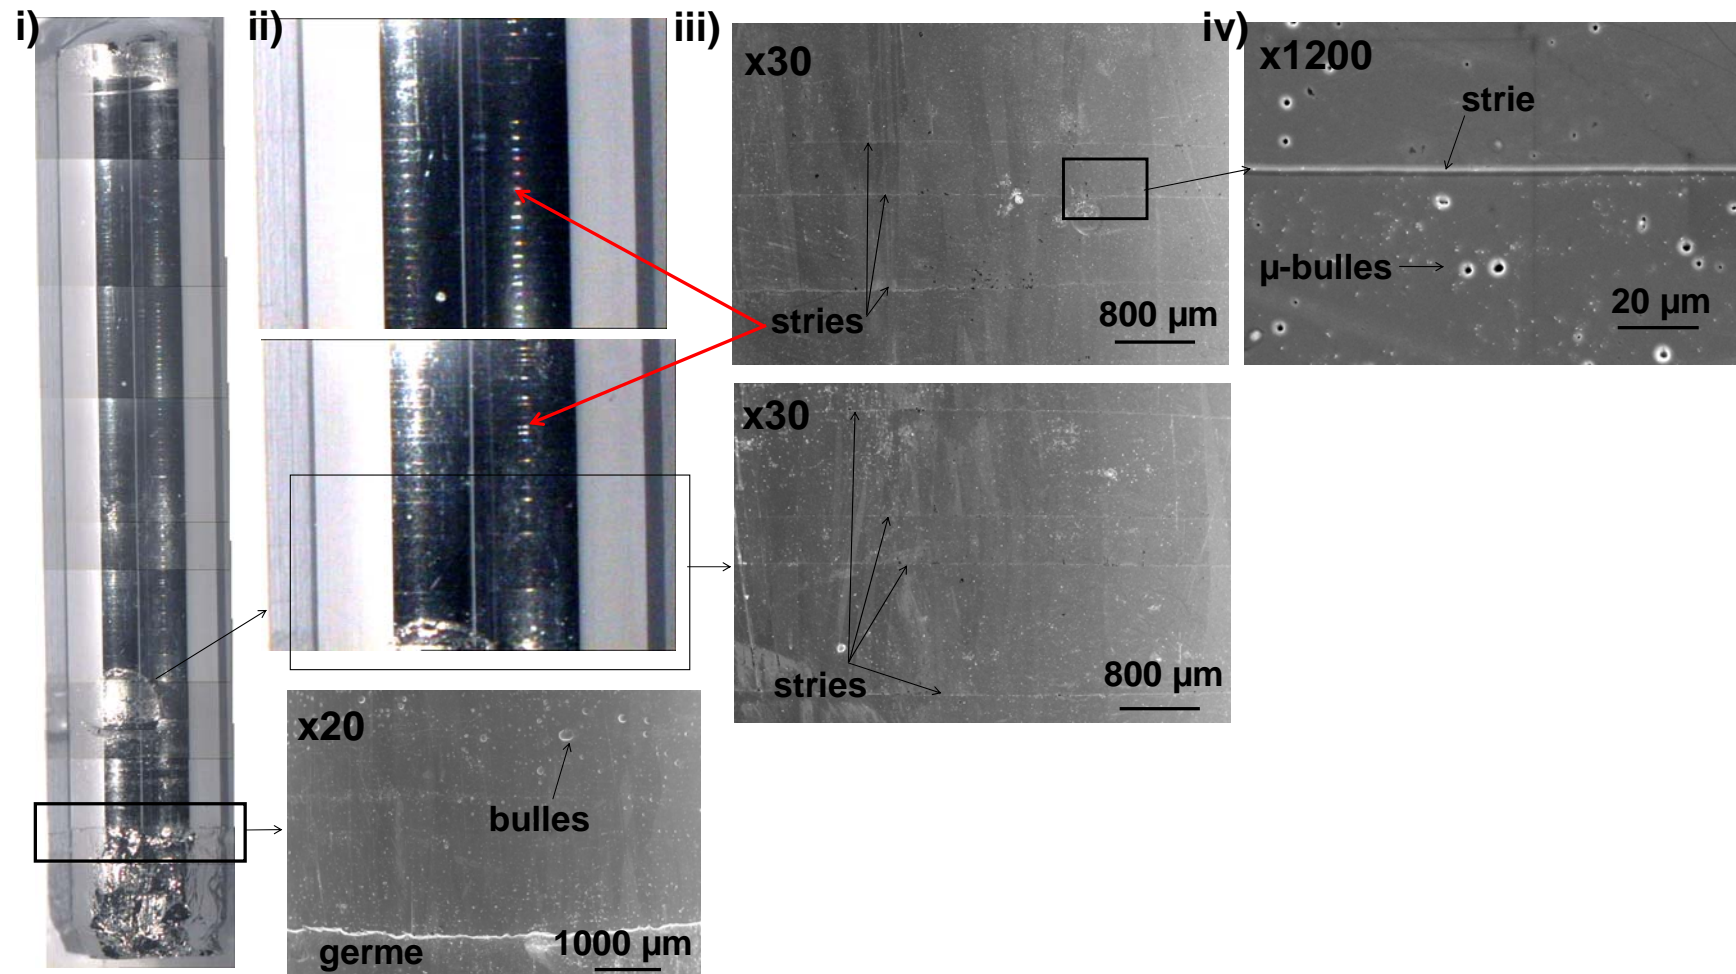 i)
ii)
iii)
iv)
x30
stries
800 µm
x1200
strie
µ-bulles
20 µm
x30
stries
800 µm
x20
bulles
germe
1000 µm